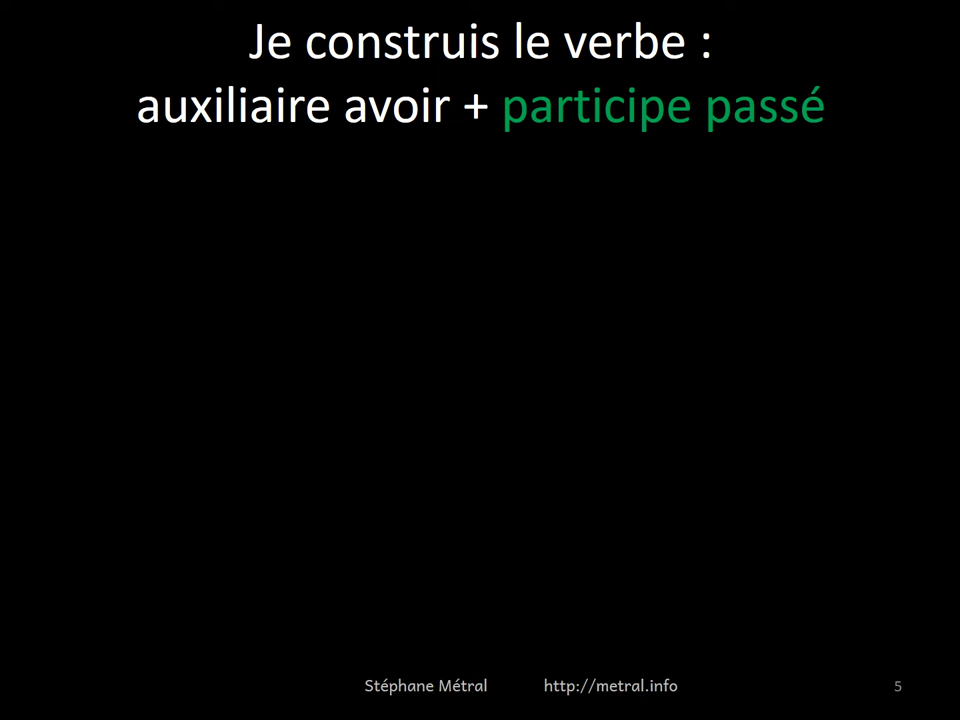 Je construis le verbe :
auxiliaire avoir + participe passé
Stéphane Métral http://metral.info 5